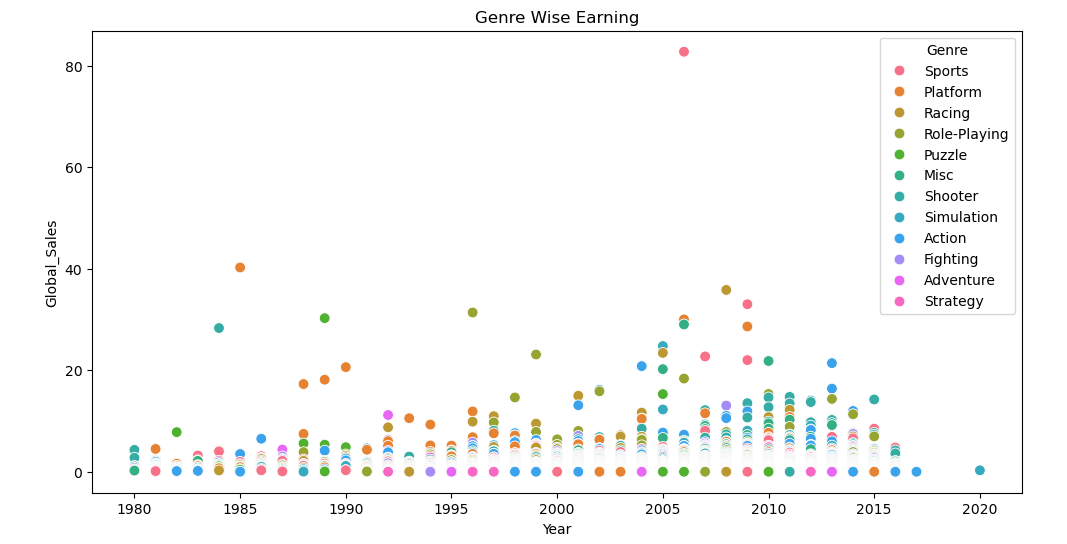 Genre Wise Earning
Global_Sales
80
60
40
20
0
1980
1985
1990
1995
2000
2005
2010
2015
2020
Year
Genre
Sports
Platform
Racing
Role-Playing
Puzzle
Misc
Shooter
Simulation
Action
Fighting
Adventure
Strategy